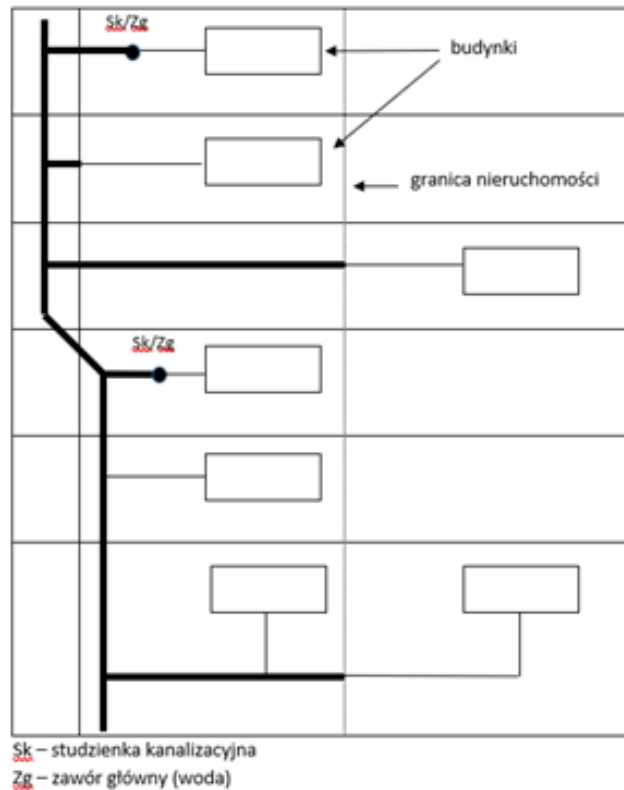 Sk/Zg
budynki
granica nieruchomości
Sk/Zg
Sk – studzienka kanalizacyjna
Zg – zawór główny (woda)